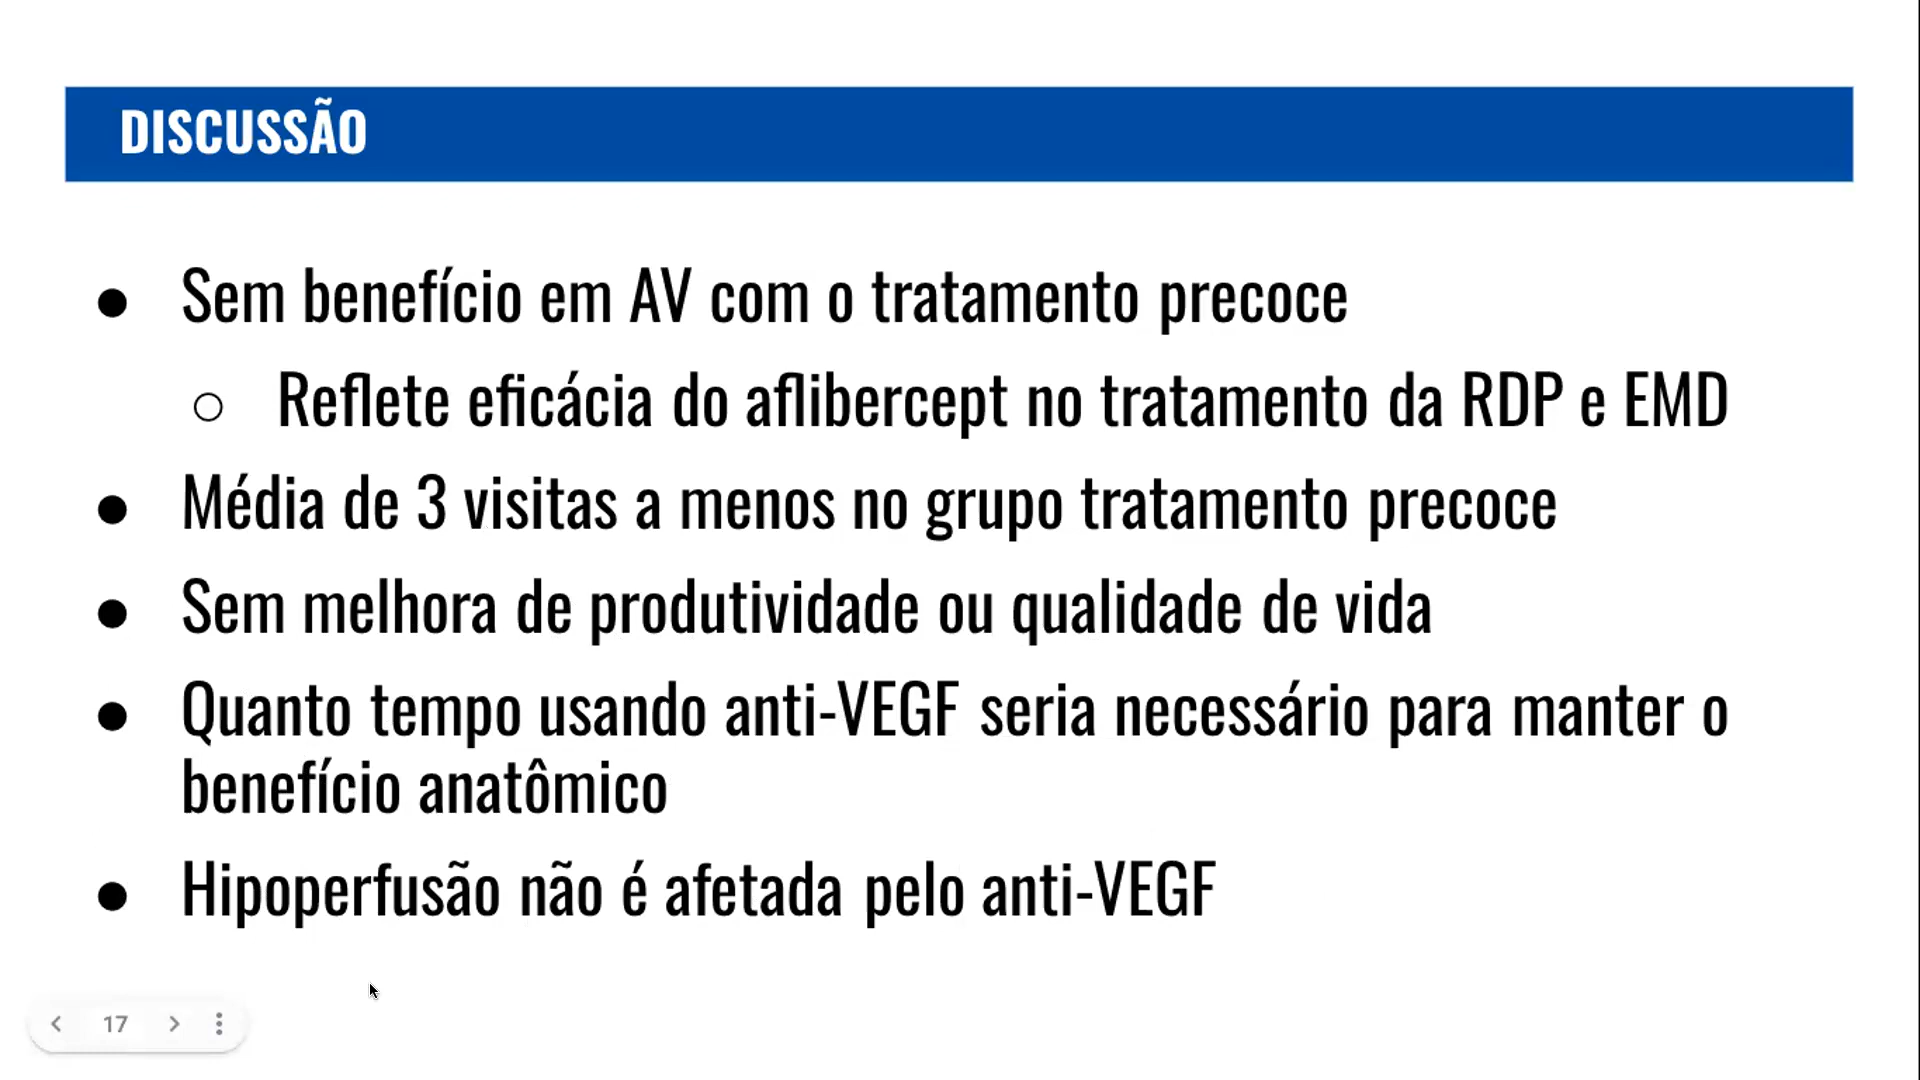 DISCUSSÃO
● Sem benefício em AV com o tratamento precoce
○ Reflete eficácia do aflibercept no tratamento da RDP e EMD
● Média de 3 visitas a menos no grupo tratamento precoce
● Sem melhora de produtividade ou qualidade de vida
● Quanto tempo usando anti-VEGF seria necessário para manter o
benefício anatômico
● Hipoperfusão não é afetada pelo anti-VEGF
17